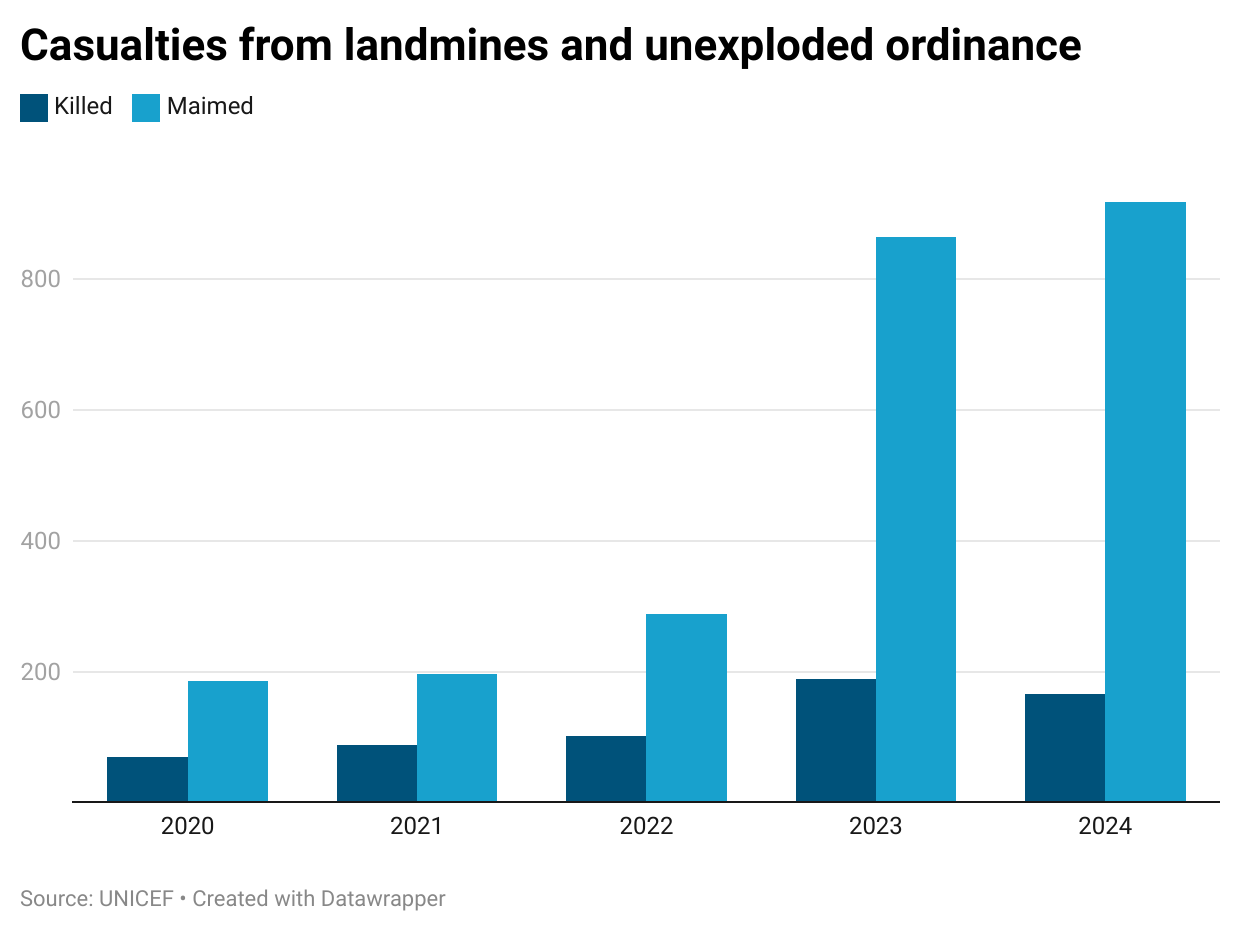 Casualties from landmines and unexploded ordinance
Killed Maimed
800
600
400
200
2020 2021 2022 2023 2024
Source: UNICEF • Created with Datawrapper